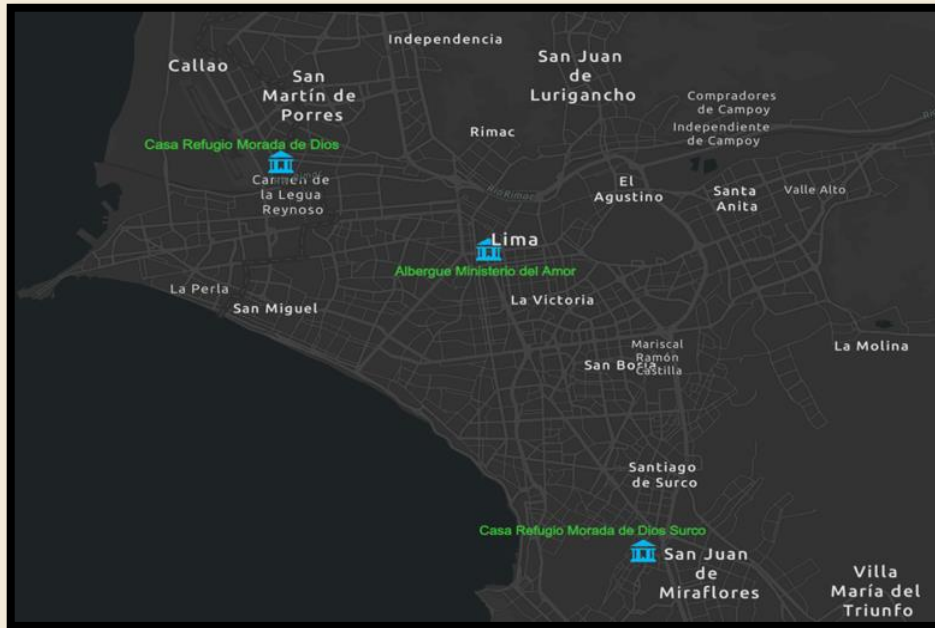 Independencia
Callao
San Juan
de
Lurigancho
San
Martín de
Porres
Compradores
de Campoy
Rimac
Independiente
de Campoy
Casa Refugio Morada de Dios
Carmen de
la Legua
Reynoso
Río Rimac
El
Agustino
Santa
Anita
Valle Alto
Lima
Albergue Ministerio del Amor
La Perla
San Miguel
La Victoria
Mariscal
Ramón
Castilla
San Borja
La Molina
Santiago
de Surco
Casa Refugio Morada de Dios Surco
San Juan
de
Miraflores
Villa
María del
Triunfo